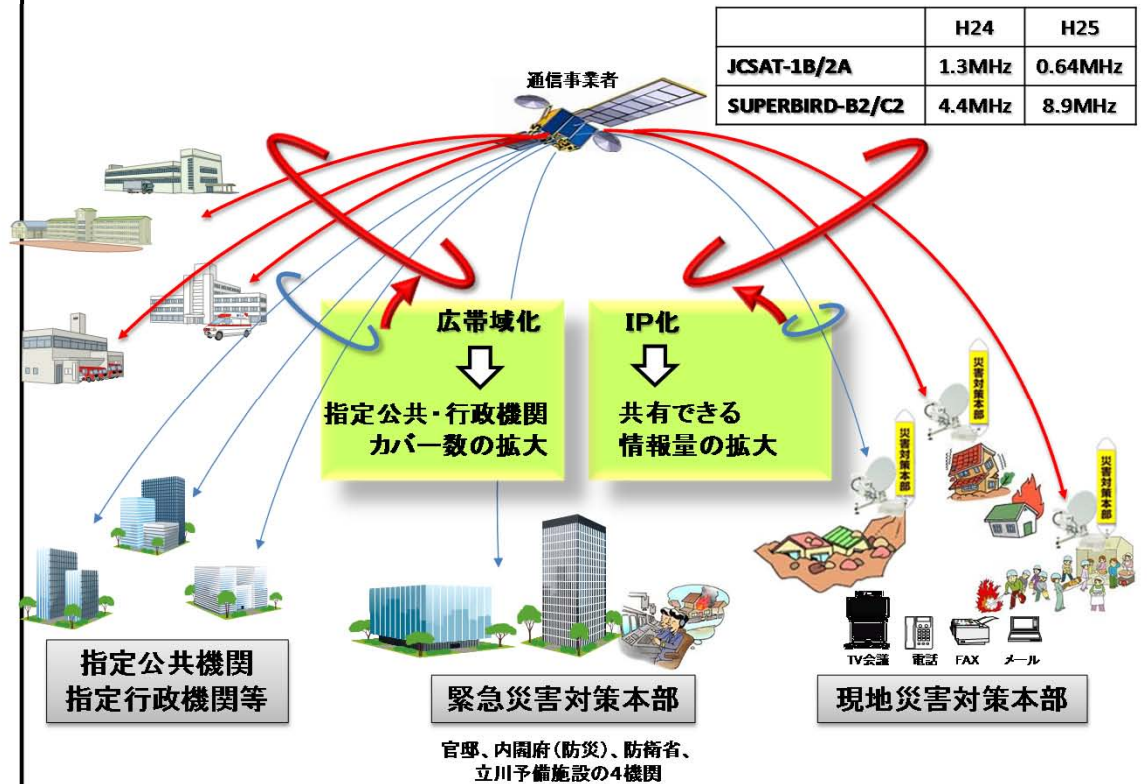 H24 H25
JCSAT-1B/2A 1.3MHz 0.64MHz
SUPERBIRD-B2/C2 4.4MHz 8.9MHz
通信事業者
広帯域化
指定公共・行政機関
カバー数の拡大
IP化
共有できる
情報量の拡大
災害対策本部
災害対策本部
災害対策本部
TV会議 電話 FAX メール
指定公共機関
指定行政機関等
緊急災害対策本部
現地災害対策本部
官邸、内閣府(防災)、防衛省、
立川予備施設の4機関